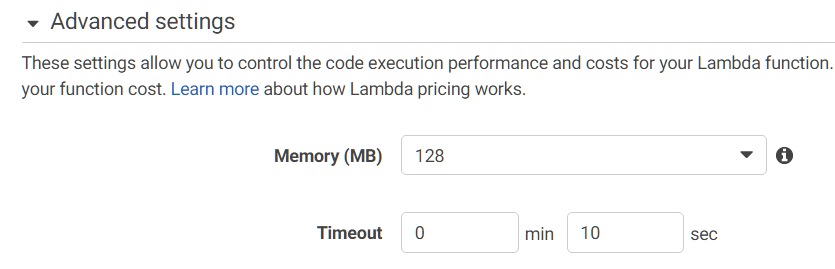 Advanced settings
These settings allow you to control the code execution performance and costs for your Lambda function.
your function cost. Learn more about how Lambda pricing works.
Memory (MB) 128
Timeout 0 min 10 sec